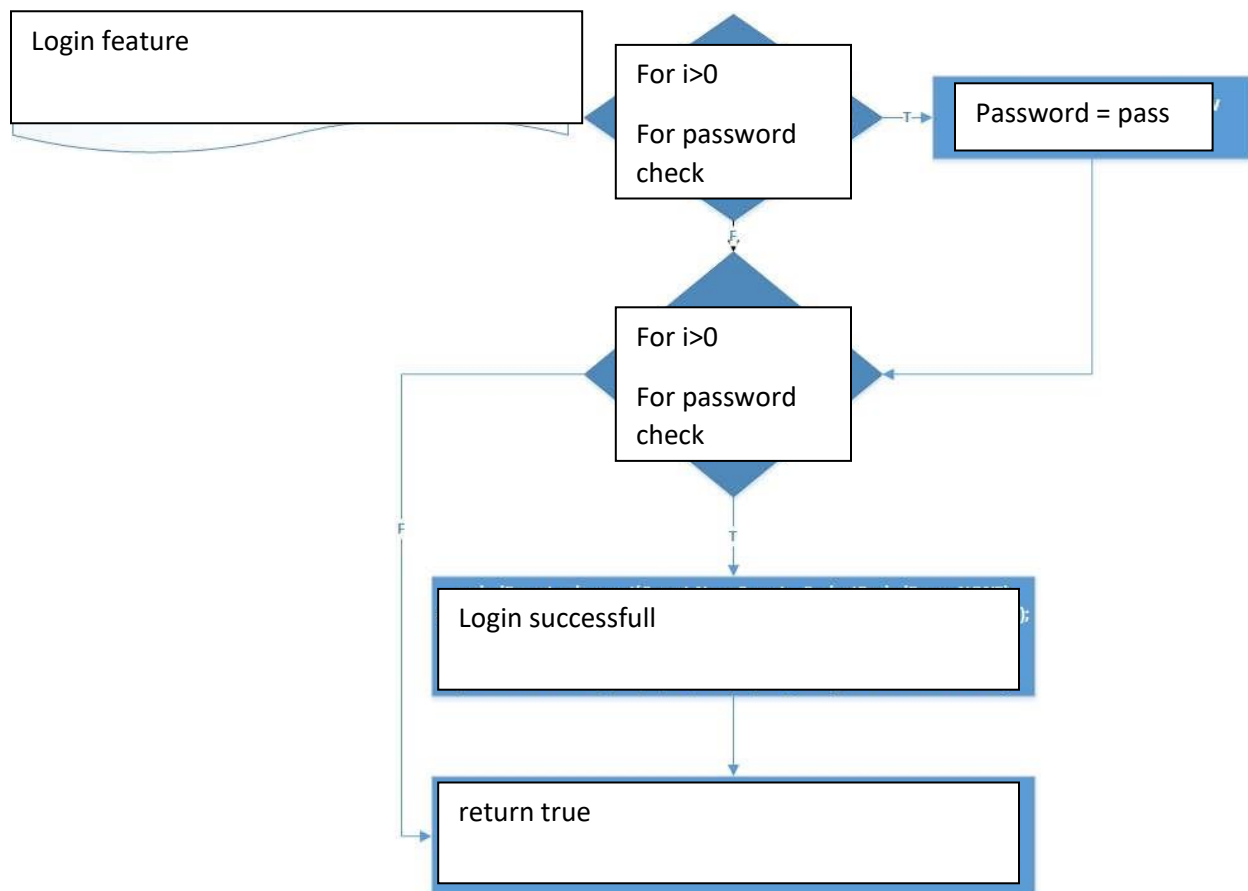 Login feature
For i>0
For password
check
T
Password = pass
F
For i>0
For password
check
F
T
Login successfull
);
return true